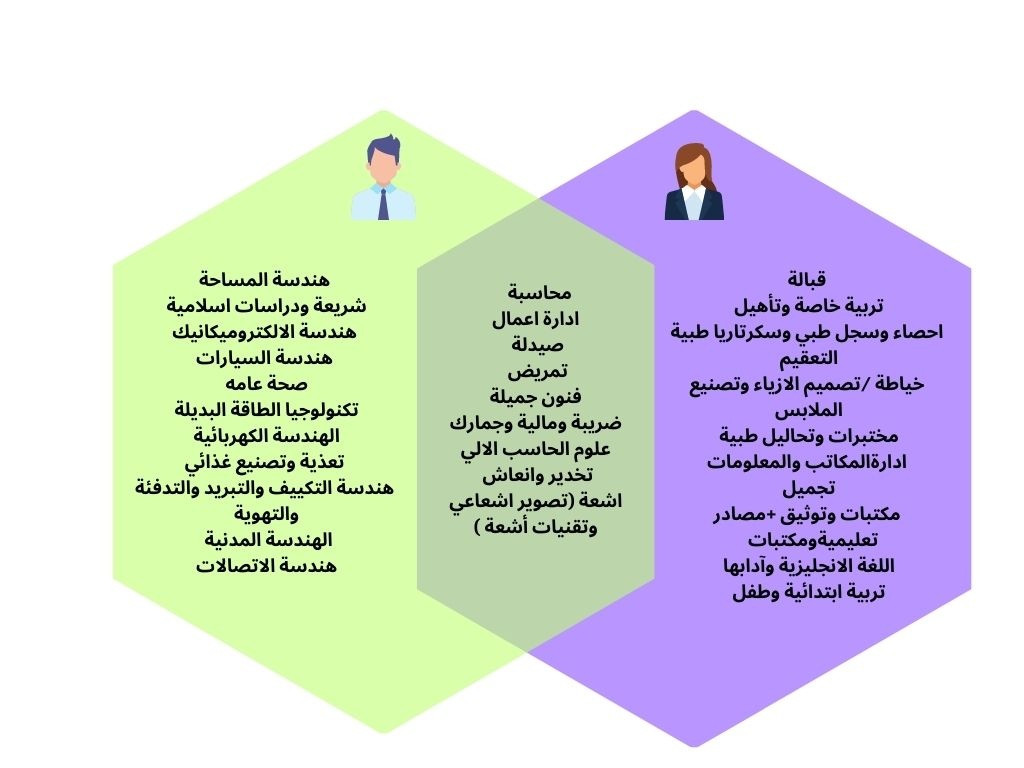 قبالة
تربية خاصة وتأهيل
احصاء وسجل طبي وسكرتاريا طبية
التعقيم
خياطة /تصميم الازياء وتصنيع
الملابس
مختبرات وتحاليل طبية
ادارةالمكاتب والمعلومات
تجميل
مكتبات وتوثيق +مصادر
تعليميةومكتبات
اللغة الانجليزية وآدابها
تربية ابتدائية وطفل
محاسبة
ادارة اعمال
صيدلة
تمريض
فنون جميلة
ضريبة ومالية وجمارك
علوم الحاسب الالي
تخدير وانعاش
اشعة (تصوير اشعاعي
وتقنيات أشعة )
هندسة المساحة
شريعة ودراسات اسلامية
هندسة الالكتروميكانيك
هندسة السيارات
صحة عامه
تكنولوجيا الطاقة البديلة
الهندسة الكهربائية
تعذية وتصنيع غذائي
هندسة التكييف والتبريد والتدفئة
والتهوية
الهندسة المدنية
هندسة الاتصالات